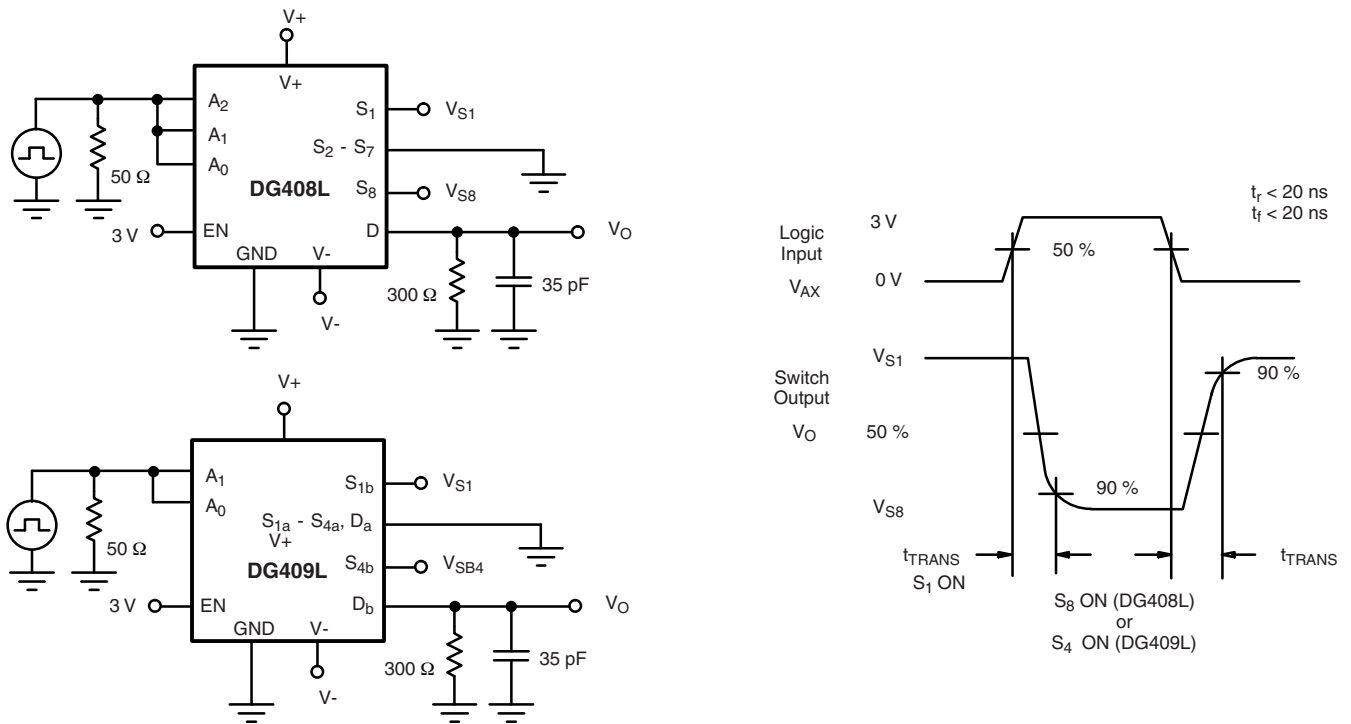 V+
V+
A2
A1
A0
50 Ω
DG408L
S1
VS1
S2 - S7
S8
VS8
3 V
EN
D
VO
GND
V-
300 Ω
35 pF
V-
V+
A1
A0
50 Ω
S1b
VS1
S1a - S4a, Da
V+
DG409L
S4b
VSB4
3 V
EN
Db
VO
GND
V-
300 Ω
35 pF
V-
tr < 20 ns
tf < 20 ns
Logic
Input
VAX
3 V
50 %
0 V
VS1
Switch
Output
VO
50 %
90 %
90 %
VS8
tTRANS
S1 ON
tTRANS
S8 ON (DG408L)
or
S4 ON (DG409L)